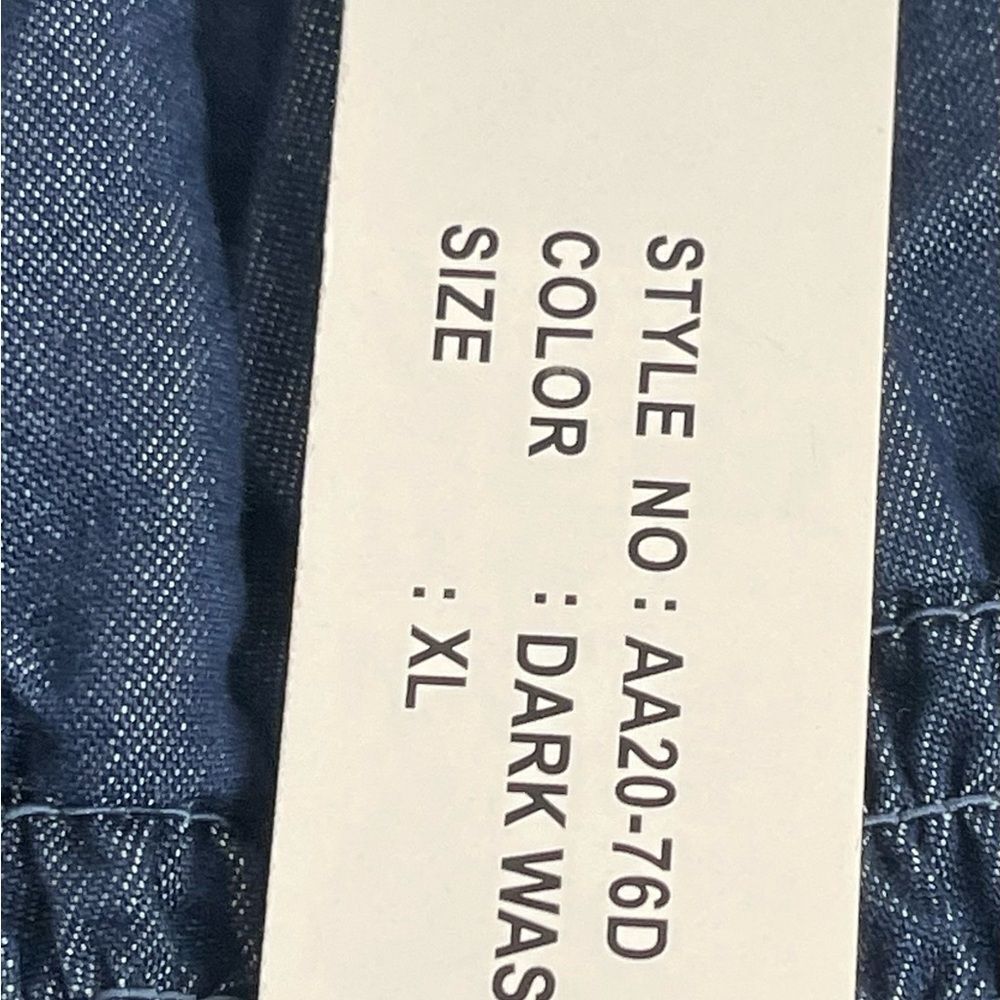 STYLE NO : AA20-76D
COLOR : DARK WAS
SIZE : XL